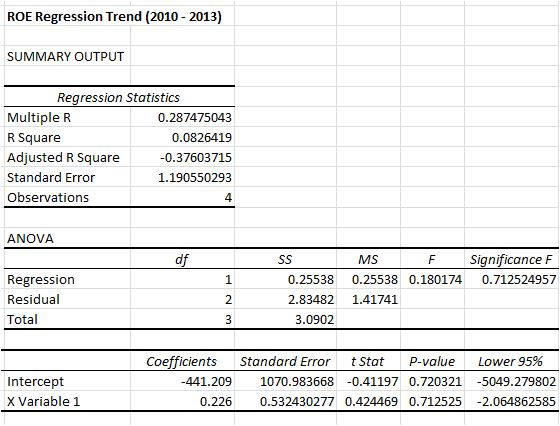 ROE Regression Trend (2010 - 2013)
SUMMARY OUTPUT
Regression Statistics
Multiple R 0.287475043
R Square 0.0826419
Adjusted R Square -0.37603715
Standard Error 1.190550293
Observations 4
ANOVA
df SS MS F Significance F
Regression 1 0.25538 0.25538 0.180174 0.712524957
Residual 2 2.83482 1.41741
Total 3 3.0902
Coefficients Standard Error t Stat P-value Lower 95%
Intercept -441.209 1070.983668 -0.41197 0.720321 -5049.279802
X Variable 1 0.226 0.532430277 0.424469 0.712525 -2.064862585